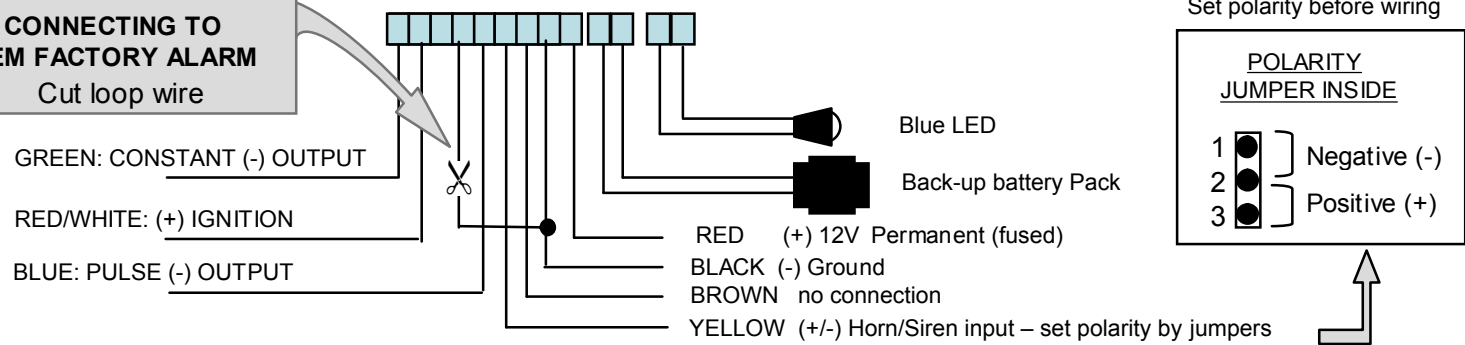 CONNECTING TO
FACTORY ALARM
Cut loop wire
GREEN: CONSTANT (-) OUTPUT
RED/WHITE: (+) IGNITION
BLUE: PULSE (-) OUTPUT
Blue LED
Back-up battery Pack
RED (+) 12V Permanent (fused)
BLACK (-) Ground
BROWN no connection
YELLOW (+/-) Horn/Siren input – set polarity by jumpers
Set polarity before wiring
POLARITY
JUMPER INSIDE
1
2
3
Negative (-)
Positive (+)